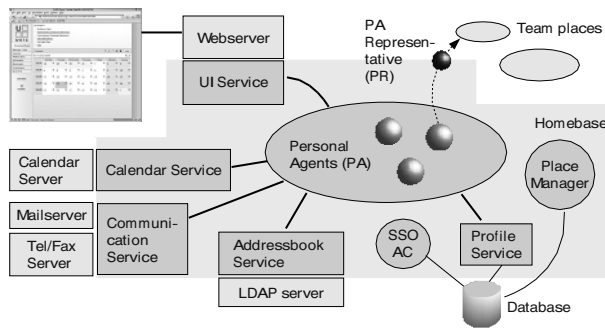 Webserver
UI Service
PA
Represen-
tative
(PR)
Team places
Personal
Agents (PA)
Homebase
Place
Manager
Calendar
Server
Calendar Service
Mailserver
Tel/Fax
Server
Communi-
cation
Service
Addressbook
Service
LDAP server
SSO
AC
Profile
Service
Database